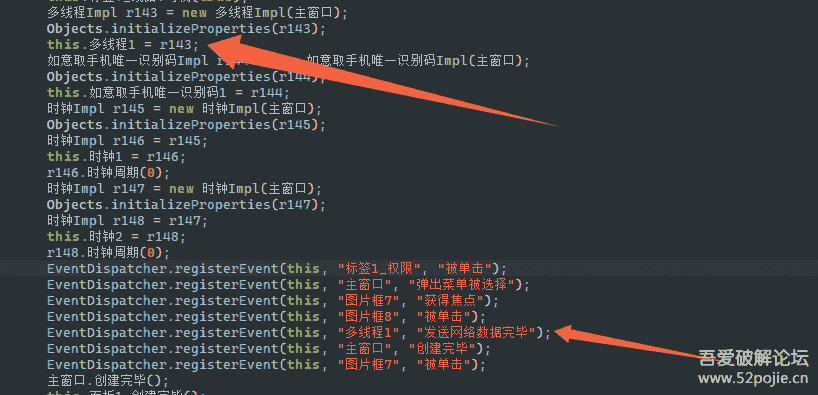 多线程Impl r143 = new 多线程Impl(主窗口);
Objects.initializeProperties(r143);
this.多线程1 = r143;
如意取手机唯一识别码Impl 如意取手机唯一识别码Impl(主窗口);
Objects.initializeProperties(r144);
this.如意取手机唯一识别码1 = r144;
时钟Impl r145 = new 时钟Impl(主窗口);
Objects.initializeProperties(r145);
时钟Impl r146 = r145;
this.时钟1 = r146;
r146.时钟周期(0);
时钟Impl r147 = new 时钟Impl(主窗口);
Objects.initializeProperties(r147);
时钟Impl r148 = r147;
this.时钟2 = r148;
r148.时钟周期(0);
EventDispatcher.registerEvent(this, "标签1_权限", "被单击");
EventDispatcher.registerEvent(this, "主窗口", "弹出菜单被选择");
EventDispatcher.registerEvent(this, "图片框7", "获得焦点");
EventDispatcher.registerEvent(this, "图片框8", "被单击");
EventDispatcher.registerEvent(this, "多线程1", "发送网络数据完毕");
EventDispatcher.registerEvent(this, "主窗口", "创建完毕");
EventDispatcher.registerEvent(this, "图片框7", "被单击");
主窗口.创建完毕();
吾爱破解论坛
www.52pojie.cn